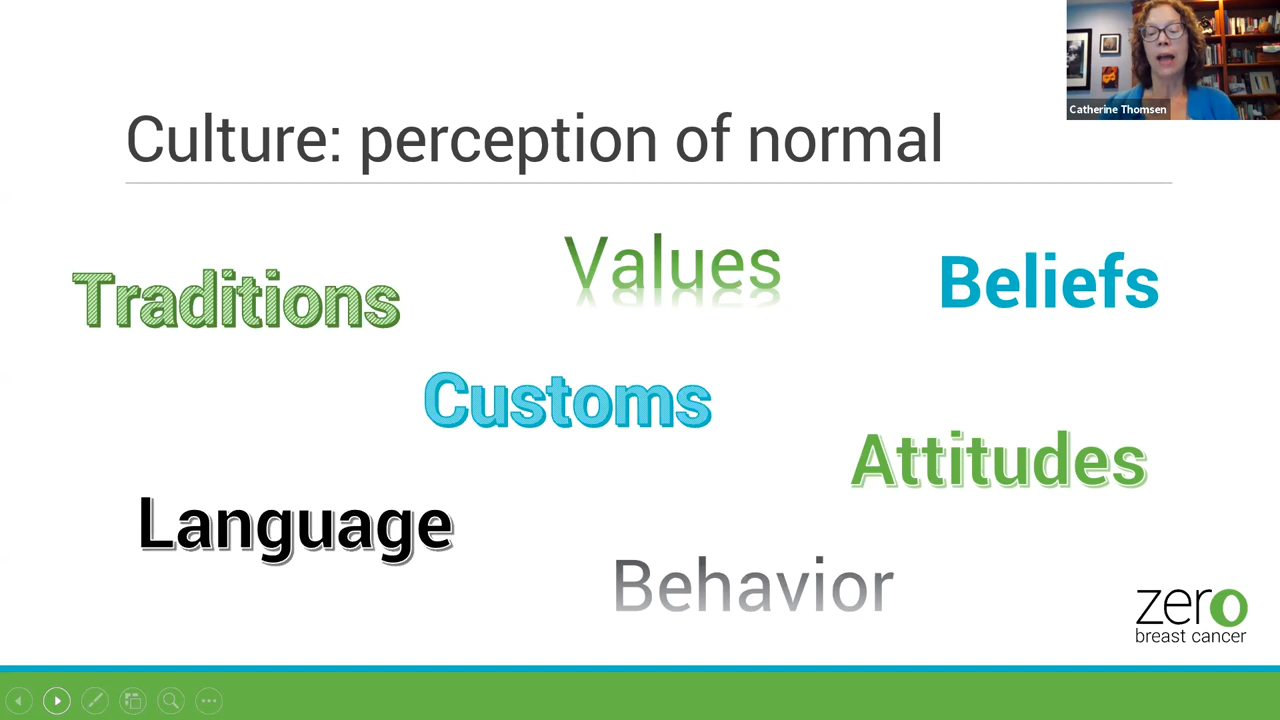 Catherine Thomsen
Culture: perception of normal
Values
Beliefs
Traditions
Customs
Attitudes
Language
Behavior
zero
breast cancer